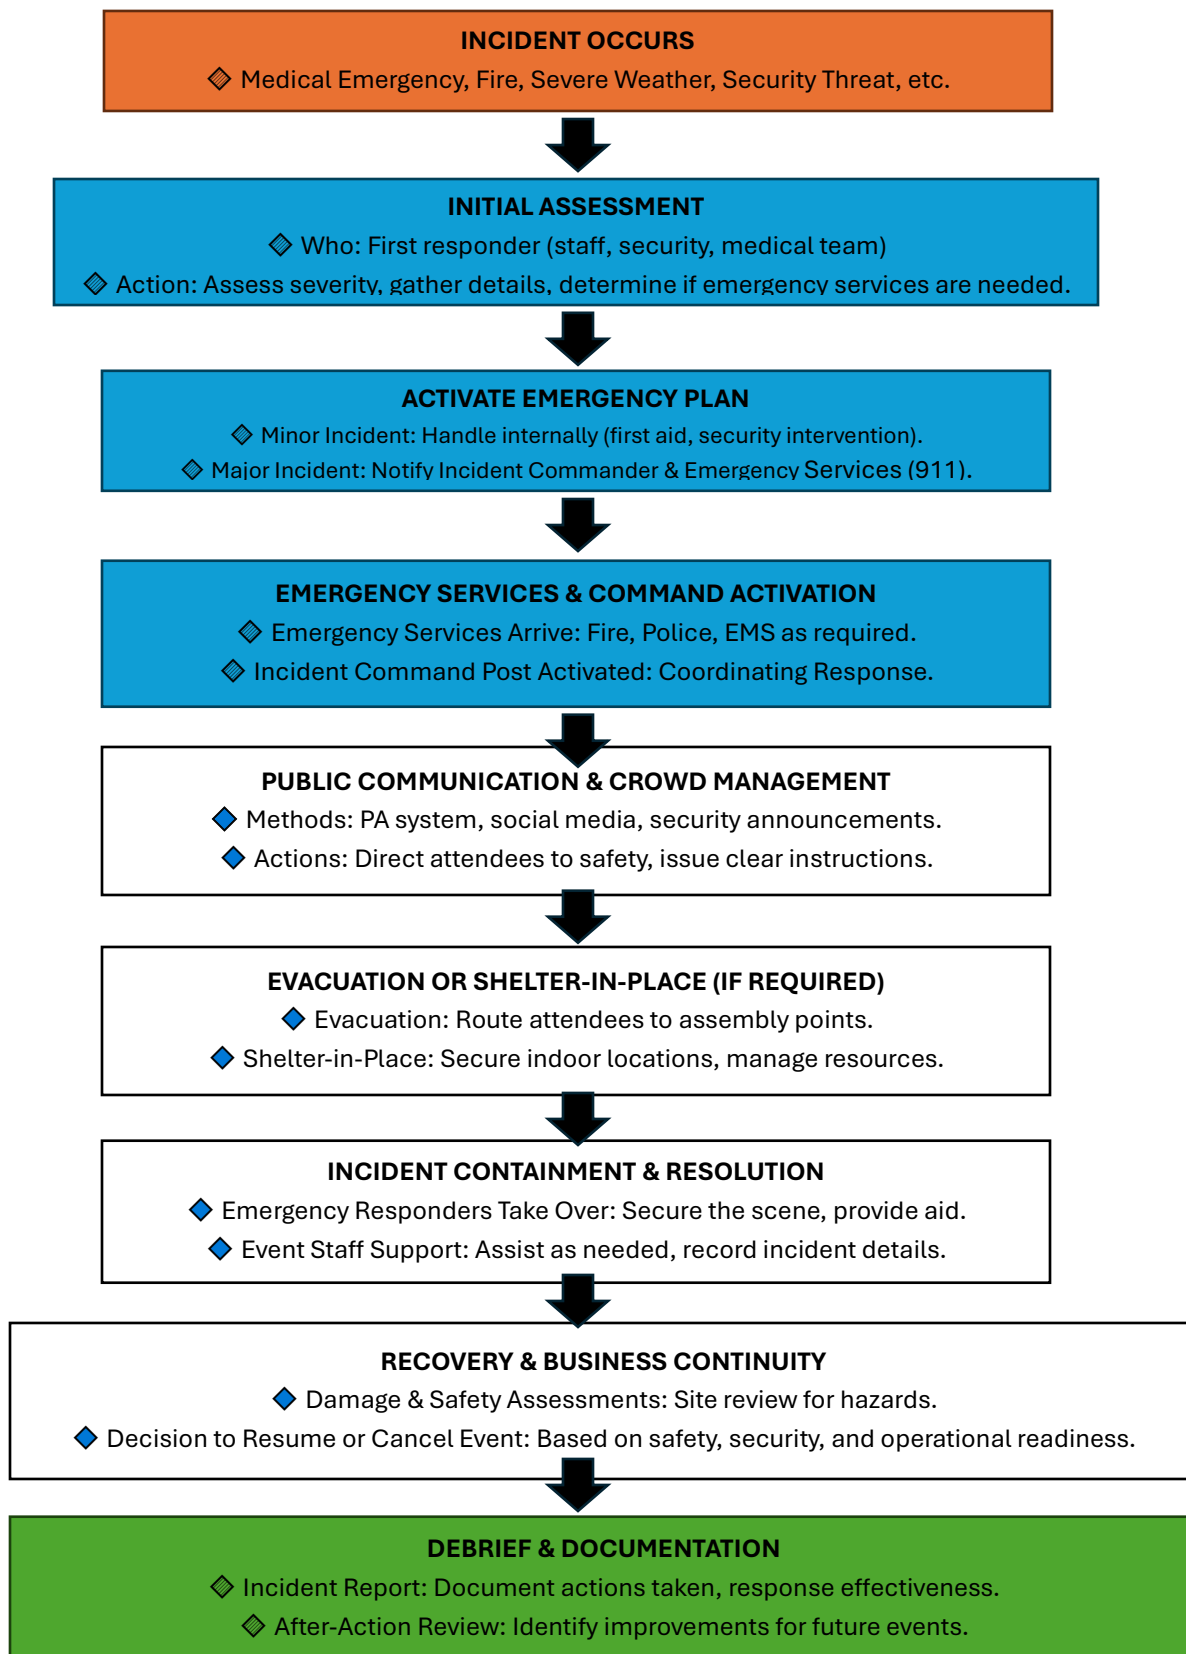 INCIDENT OCCURS
Medical Emergency, Fire, Severe Weather, Security Threat, etc.
INITIAL ASSESSMENT
Who: First responder (staff, security, medical team)
Action: Assess severity, gather details, determine if emergency services are needed.
ACTIVATE EMERGENCY PLAN
Minor Incident: Handle internally (first aid, security intervention).
Major Incident: Notify Incident Commander & Emergency Services (911).
EMERGENCY SERVICES & COMMAND ACTIVATION
Emergency Services Arrive: Fire, Police, EMS as required.
Incident Command Post Activated: Coordinating Response.
PUBLIC COMMUNICATION & CROWD MANAGEMENT
Methods: PA system, social media, security announcements.
Actions: Direct attendees to safety, issue clear instructions.
EVACUATION OR SHELTER-IN-PLACE (IF REQUIRED)
Evacuation: Route attendees to assembly points.
Shelter-in-Place: Secure indoor locations, manage resources.
INCIDENT CONTAINMENT & RESOLUTION
Emergency Responders Take Over: Secure the scene, provide aid.
Event Staff Support: Assist as needed, record incident details.
RECOVERY & BUSINESS CONTINUITY
Damage & Safety Assessments: Site review for hazards.
Decision to Resume or Cancel Event: Based on safety, security, and operational readiness.
DEBRIEF & DOCUMENTATION
Incident Report: Document actions taken, response effectiveness.
After-Action Review: Identify improvements for future events.